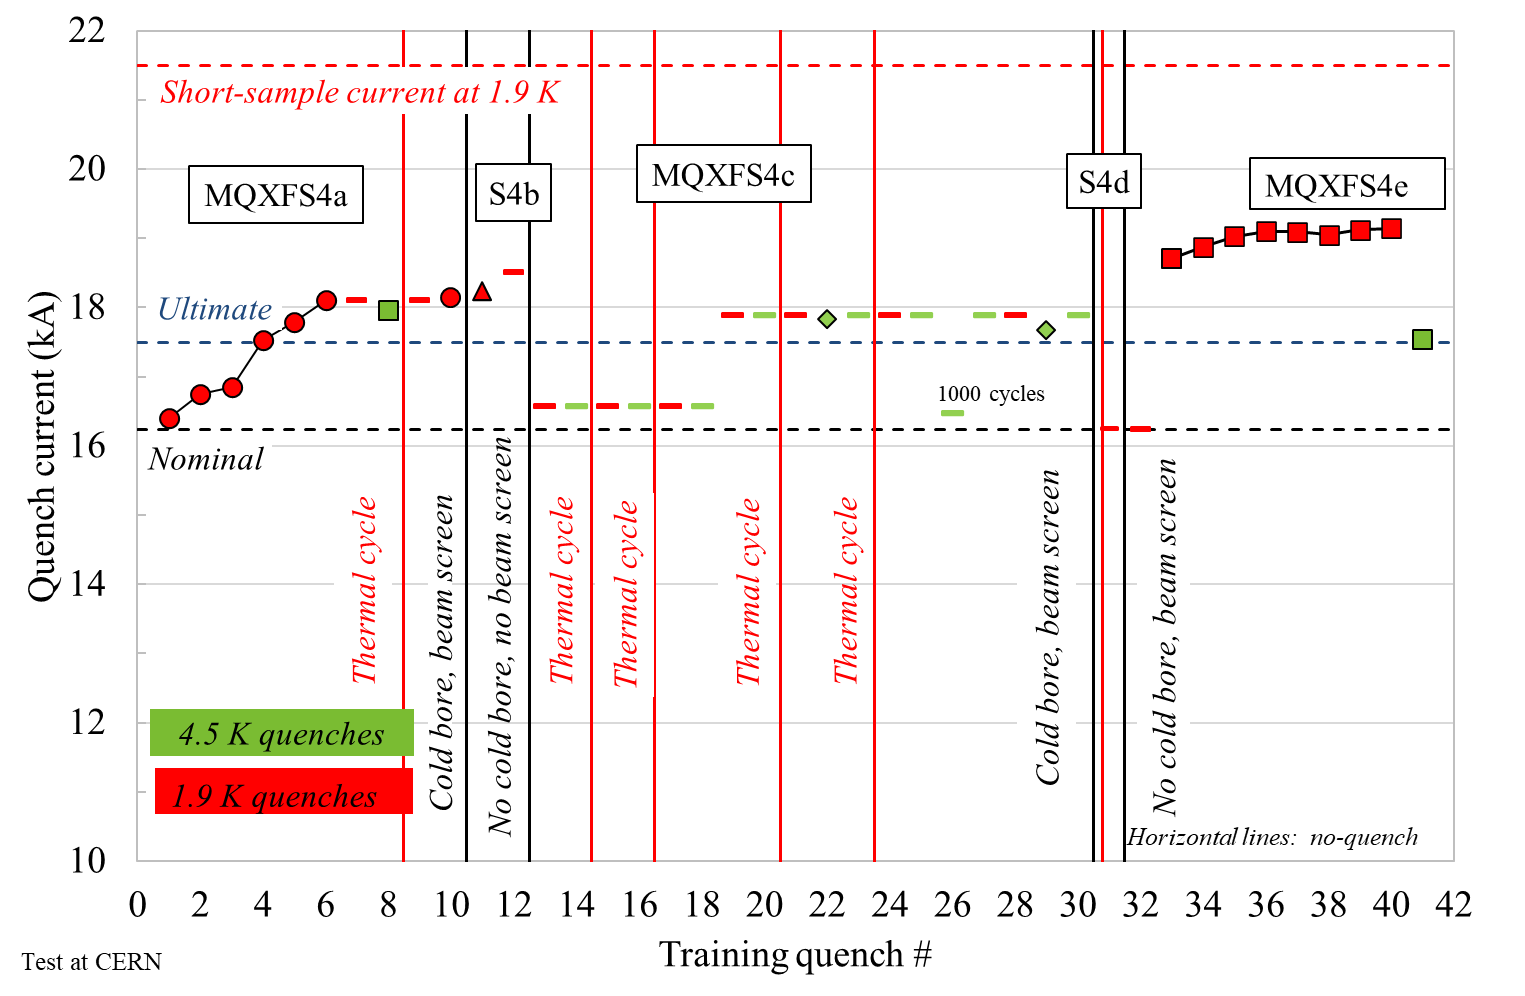 22
20
18
16
14
12
10
Quench current (kA)
Short-sample current at 1.9 K
MQXFS4a
S4b
MQXFS4c
S4d
MQXFS4e
Ultimate
1000 cycles
Nominal
Thermal cycle
Cold bore, beam screen
No cold bore, no beam screen
Thermal cycle
Thermal cycle
Thermal cycle
Thermal cycle
Cold bore, beam screen
No cold bore, beam screen
4.5 K quenches
1.9 K quenches
Horizontal lines: no-quench
0 2 4 6 8 10 12 14 16 18 20 22 24 26 28 30 32 34 36 38 40 42
Training quench #
Test at CERN